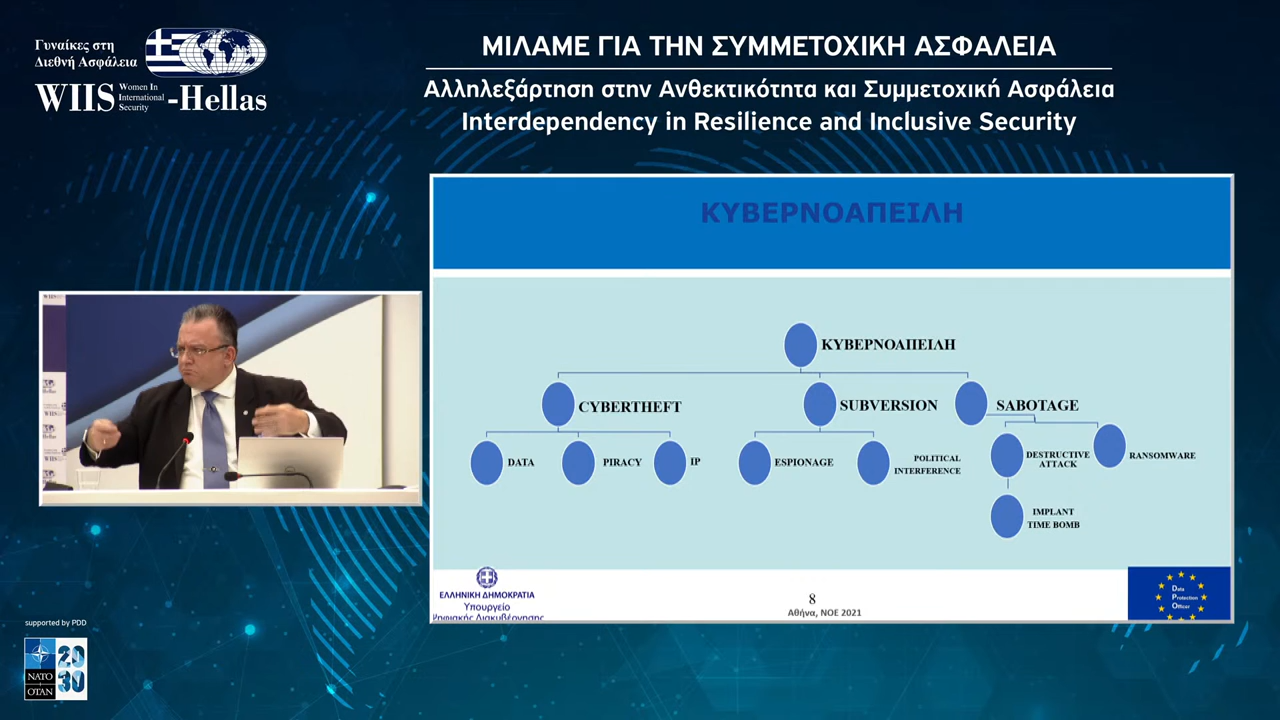 Γυναίκες στη
Διεθνή Ασφάλεια
WIIS Women In International Security -Hellas
ΜΙΛΑΜΕ ΓΙΑ ΤΗΝ ΣΥΜΜΕΤΟΧΙΚΗ ΑΣΦΑΛΕΙΑ
Αλληλεξάρτηση στην Ανθεκτικότητα και Συμμετοχική Ασφάλεια
Interdependency in Resilience and Inclusive Security
ΚΥΒΕΡΝΟΑΠΕΙΛΗ
ΚΥΒΕΡΝΟΑΠΕΙΛΗ
CYBERTHEFT
SUBVERSION
SABOTAGE
DATA
PIRACY
IP
ESPIONAGE
POLITICAL
INTERFERENCE
DESTRUCTIVE
ATTACK
RANSOMWARE
IMPLANT
TIME BOMB
ΕΛΛΗΝΙΚΗ ΔΗΜΟΚΡΑΤΙΑ
Υπουργείο
Ψηφιακής Διακυβέρνησης
8
Αθήνα, ΝΟΕ 2021
Data
Protection
Officer
supported by PDD
NATO
OTAN
2030